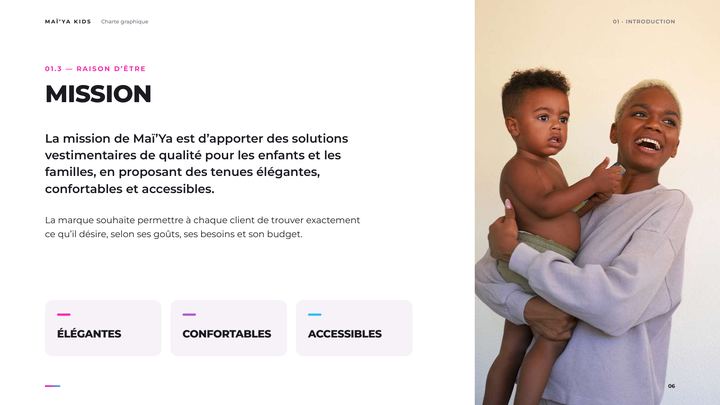 MAÏ’YA KIDS Charte graphique
01 - INTRODUCTION
01.3 — RAISON D’ÊTRE
MISSION
La mission de Maï’Ya est d’apporter des solutions
vestimentaires de qualité pour les enfants et les
familles, en proposant des tenues élégantes,
confortables et accessibles.
La marque souhaite permettre à chaque client de trouver exactement
ce qu’il désire, selon ses goûts, ses besoins et son budget.
ÉLÉGANTES
CONFORTABLES
ACCESSIBLES
06